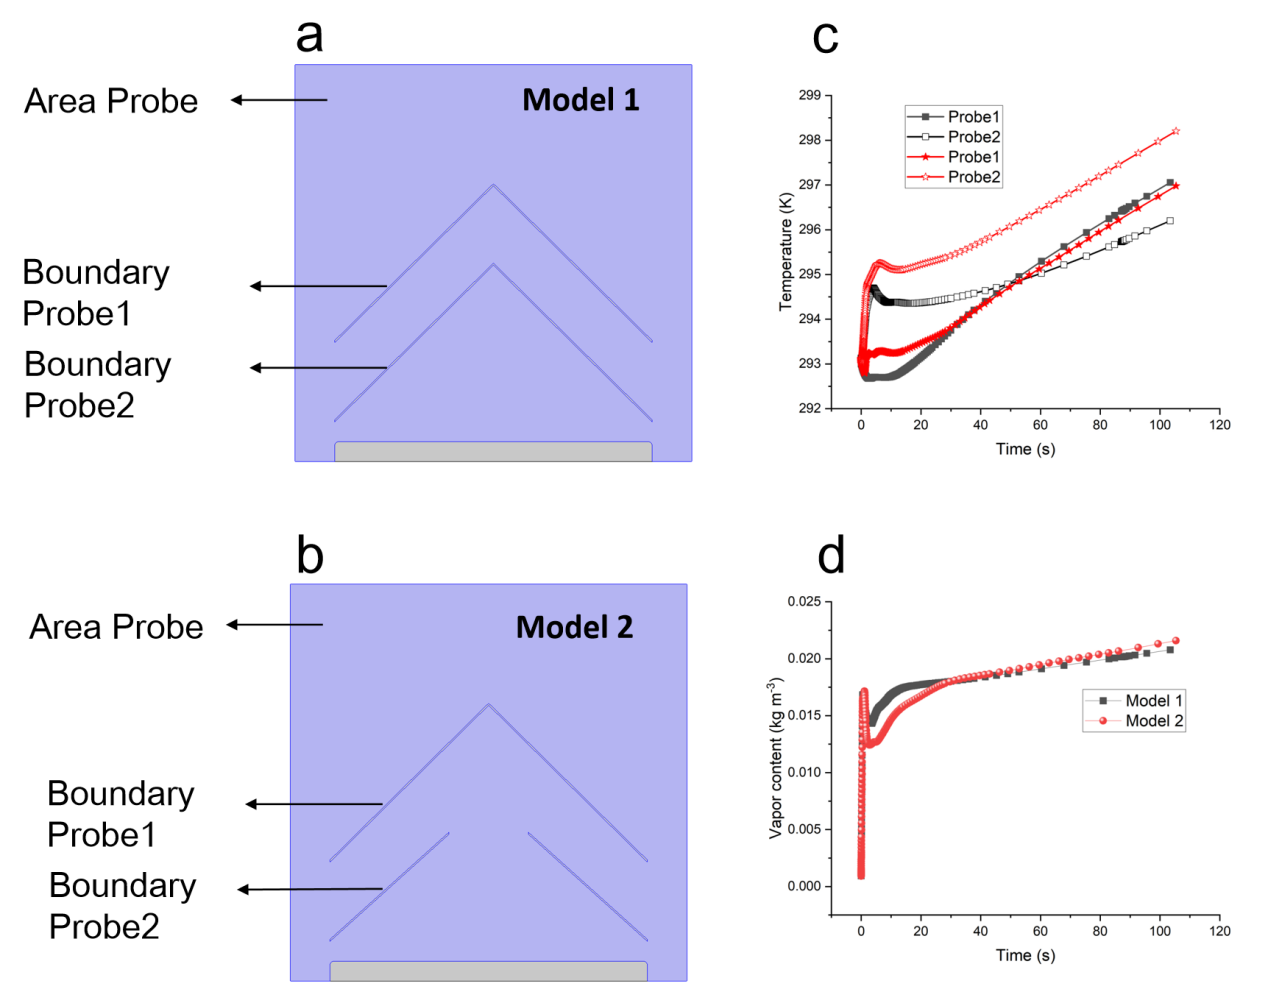 a
Area Probe
Model 1
Boundary
Probe1
Boundary
Probe2
c
299
298
297
296
295
294
293
292
Temperature (K)
Probe1
Probe2
Probe1
Probe2
0 20 40 60 80 100 120
Time (s)
b
Area Probe
Model 2
Boundary
Probe1
Boundary
Probe2
d
0.025
0.020
0.015
0.010
0.005
0.000
Vapor content (kg m⁻³)
Model 1
Model 2
0 20 40 60 80 100 120
Time (s)